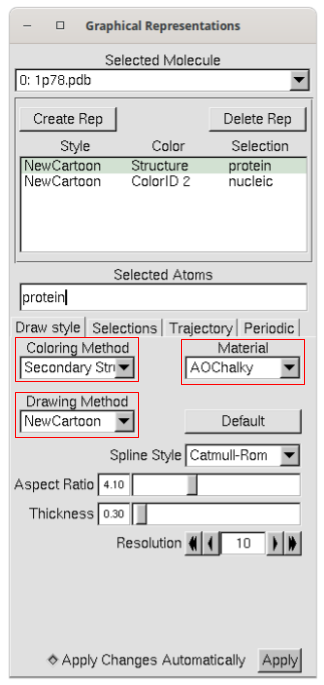 Graphical Representations
Selected Molecule
0: 1p78.pdb
Create Rep Delete Rep
Style Color Selection
NewCartoon Structure protein
NewCartoon ColorID 2 nucleic
Selected Atoms
protein
Draw style Selections Trajectory Periodic
Coloring Method Material
Secondary Stru AOChalky
Drawing Method
NewCartoon Default
Spline Style Catmull-Rom
Aspect Ratio 4.10
Thickness 0.30
Resolution 10
Apply Changes Automatically Apply